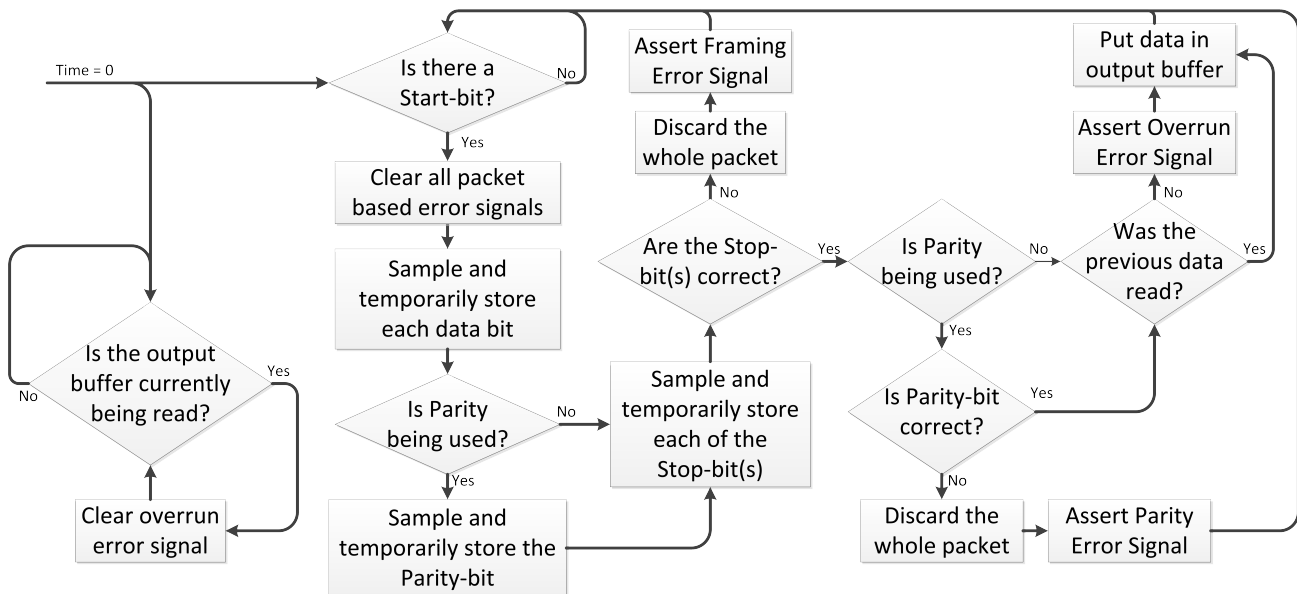 Time = 0
Is there a
Start-bit?
No
Yes
Clear all packet
based error signals
Sample and
temporarily store
each data bit
Is Parity
being used?
No
Yes
Sample and
temporarily store the
Parity-bit
Is the output
buffer currently
being read?
No
Yes
Clear overrun
error signal
Sample and
temporarily store
each of the
Stop-bit(s)
Are the Stop-
bit(s) correct?
No
Yes
Discard the
whole packet
Assert Framing
Error Signal
Is Parity
being used?
No
Yes
Is Parity-bit
correct?
Yes
No
Discard the
whole packet
Assert Parity
Error Signal
Was the
previous data
read?
No
Yes
Assert Overrun
Error Signal
Put data in
output buffer